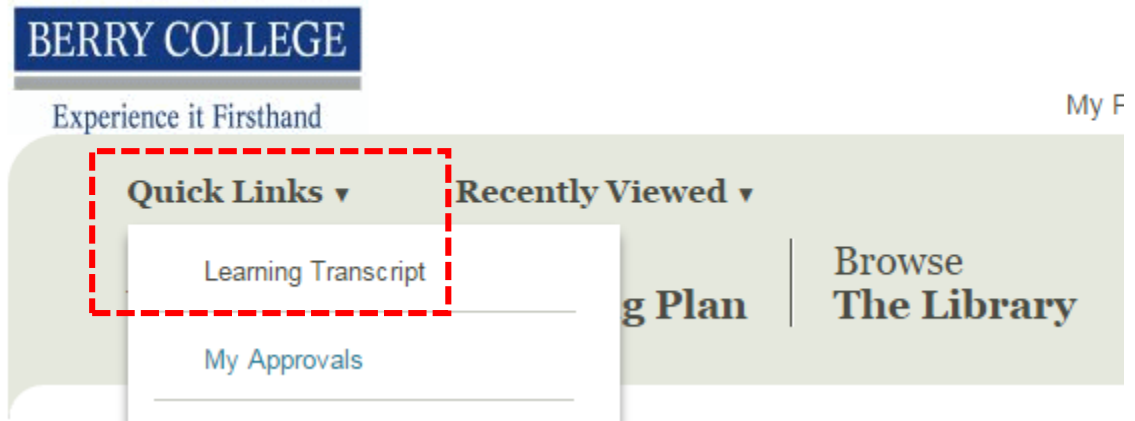 BERRY COLLEGE
Experience it Firsthand
My
Quick Links ▾ Recently Viewed ▾
Learning Transcript
Browse
g Plan
The Library
My Approvals